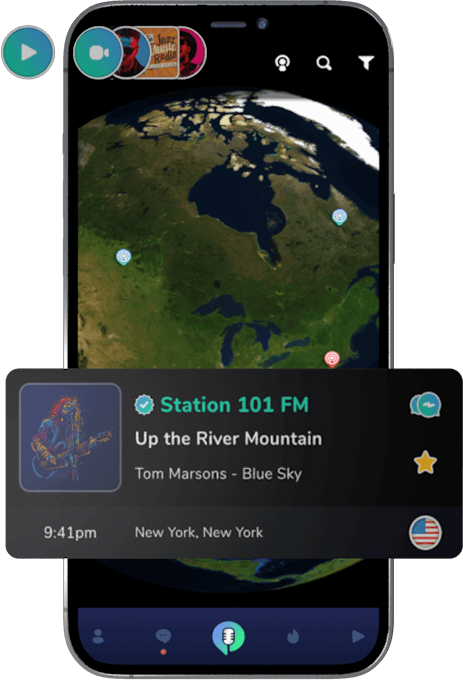 Jazz
Music
Radio
Station 101 FM
Up the River Mountain
Tom Marsons - Blue Sky
9:41pm
New York, New York